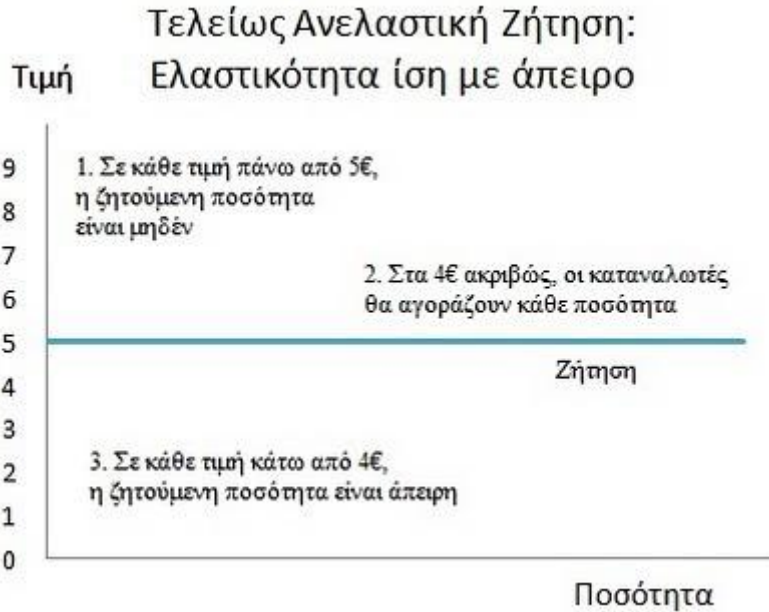 Τελείως Ανελαστική Ζήτηση:
Ελαστικότητα ίση με άπειρο
Τιμή
9
8
7
6
5
4
3
2
1
0
1. Σε κάθε τιμή πάνω από 5€,
η ζητούμενη ποσότητα
είναι μηδέν
2. Στα 4€ ακριβώς, οι καταναλωτές
θα αγοράζουν κάθε ποσότητα
Ζήτηση
3. Σε κάθε τιμή κάτω από 4€,
η ζητούμενη ποσότητα είναι άπειρη
Ποσότητα